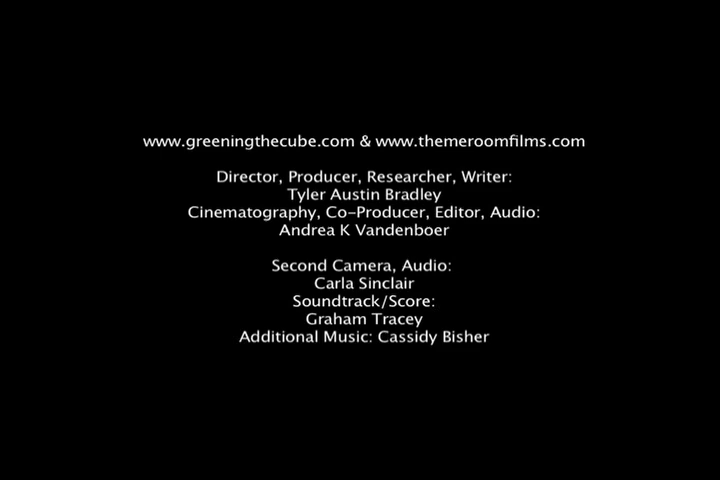 www.greeningthecube.com & www.themeroomfilms.com
Director, Producer, Researcher, Writer:
Tyler Austin Bradley
Cinematography, Co-Producer, Editor, Audio:
Andrea K Vandenboer
Second Camera, Audio:
Carla Sinclair
Soundtrack/Score:
Graham Tracey
Additional Music: Cassidy Bisher